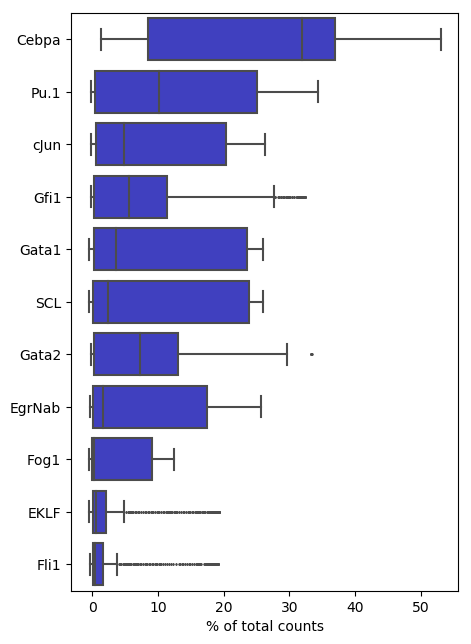 Cebpa
Pu.1
cJun
Gfi1
Gata1
SCL
Gata2
EgrNab
Fog1
EKLF
Fli1
0 10 20 30 40 50
% of total counts